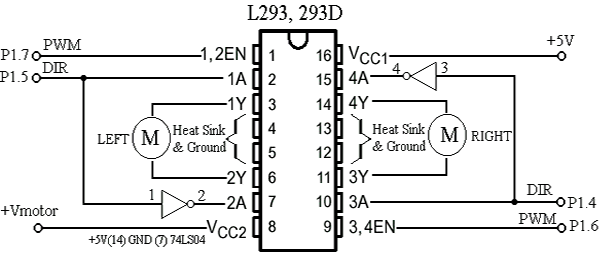 L293, 293D
P1.7 PWM 1,2EN 1 16 VCC1 +5V
P1.5 DIR 1A 2 15 4A 4 3
1Y 3 14 4Y
LEFT M Heat Sink & Ground 4 13 Heat Sink & Ground M RIGHT
5 12
2Y 6 11 3Y
1 2 2A 7 10 3A DIR P1.4
+Vmotor VCC2 8 9 3,4EN PWM P1.6
+5V(14) GND (7) 74LS04